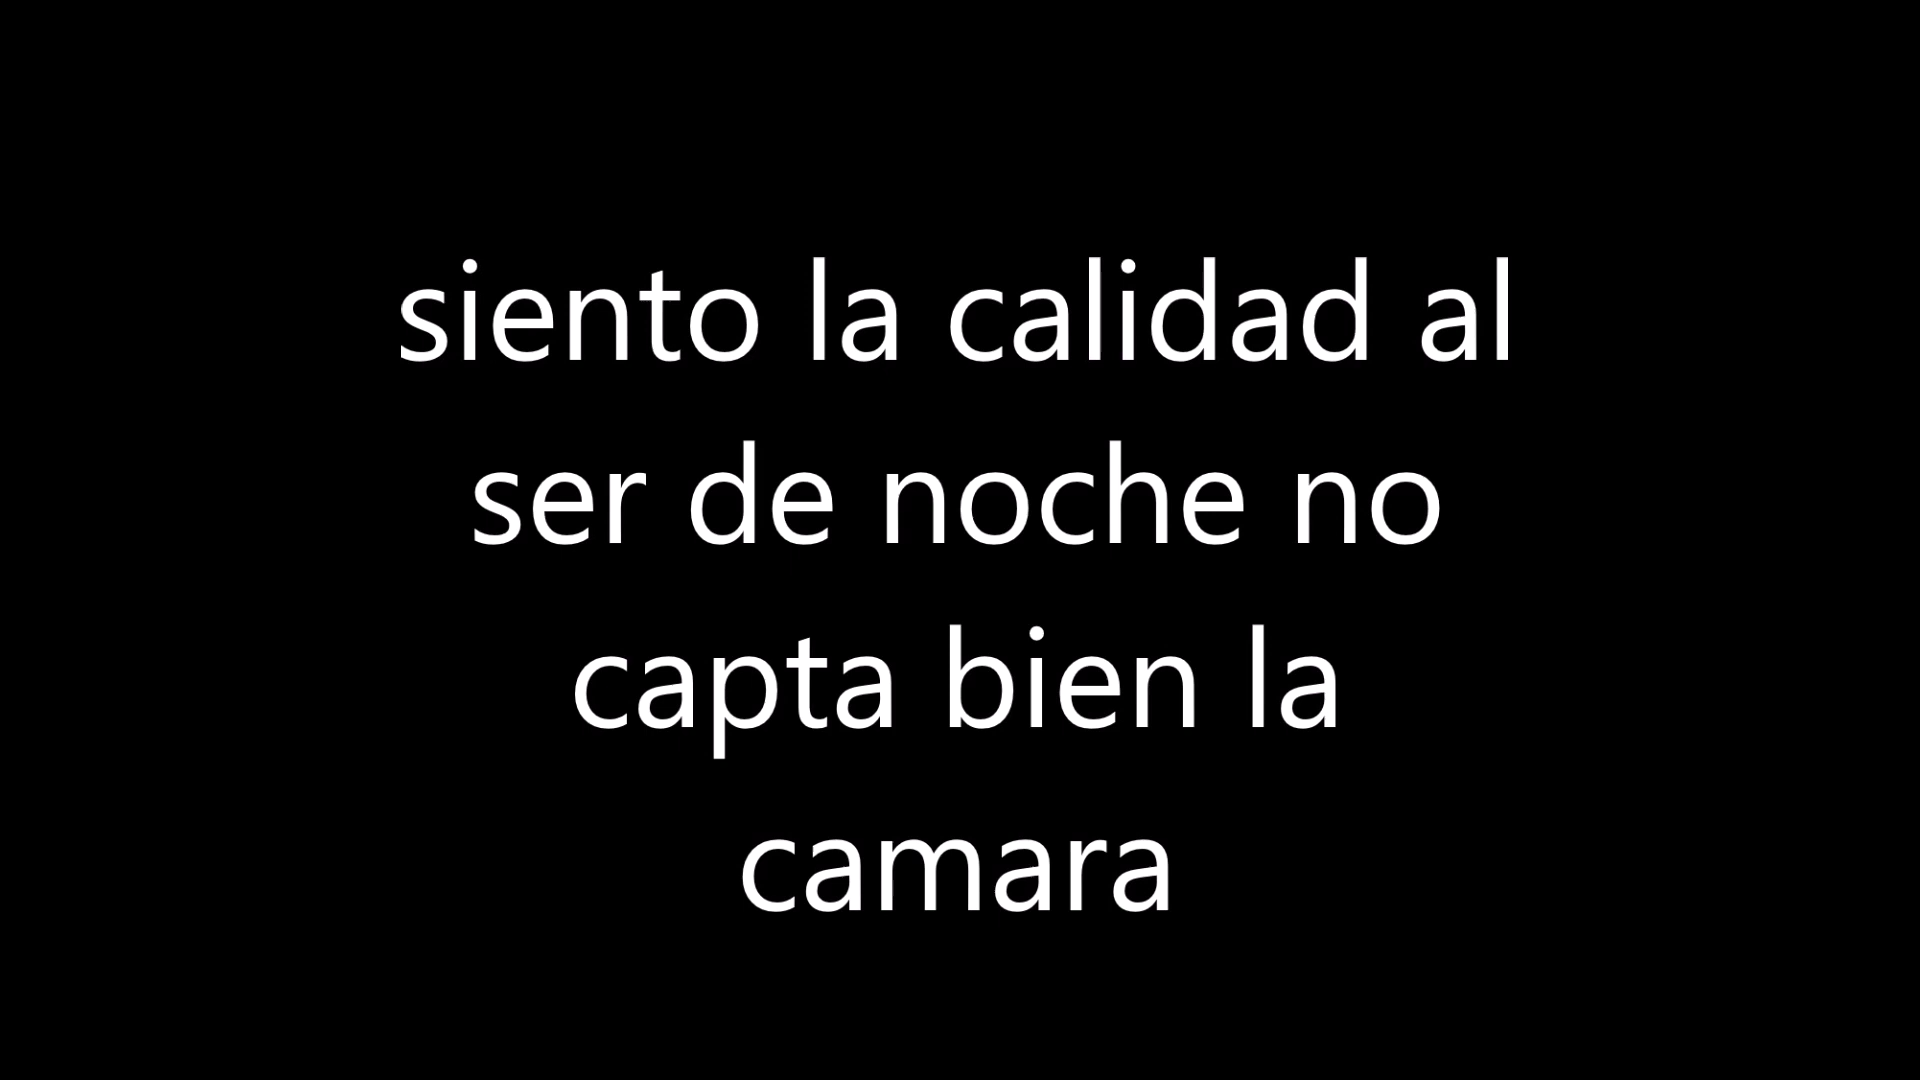 siento la calidad al
ser de noche no
capta bien la
camara